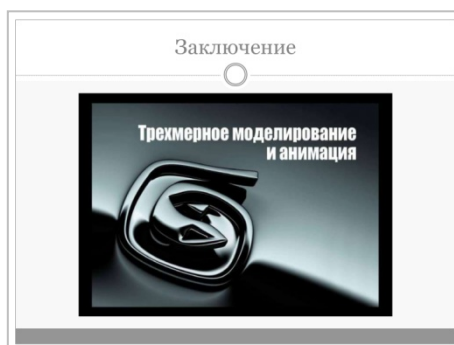 Заключение
Трехмерное моделирование
и анимация